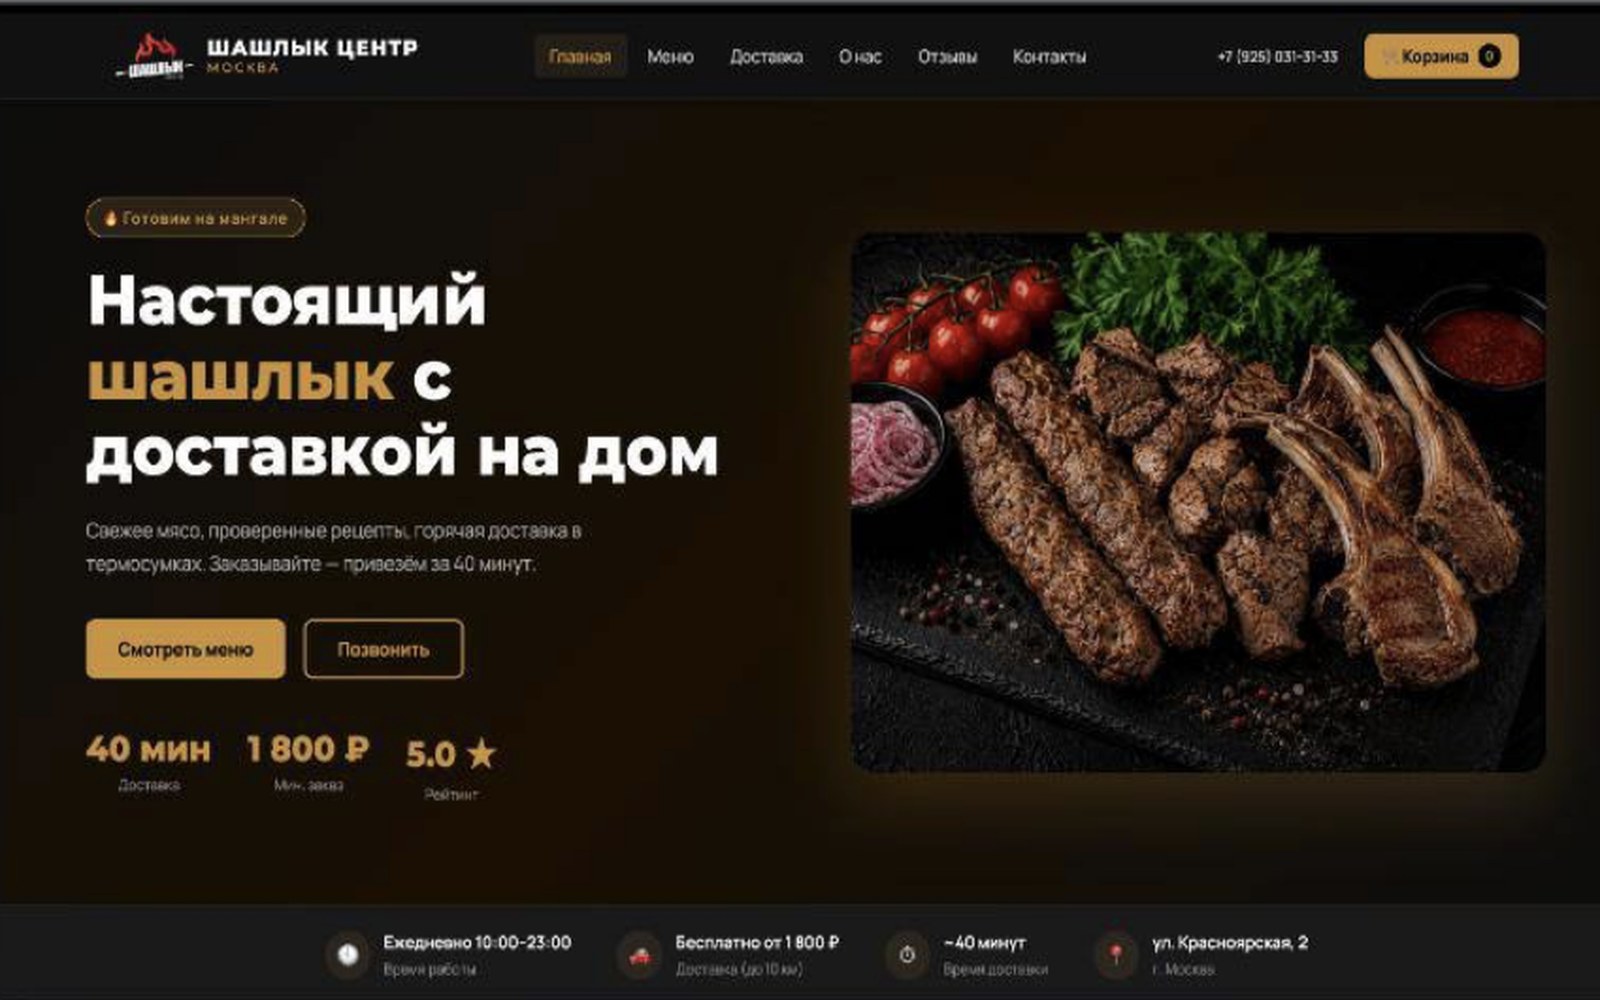 ШАШЛЫК
ШАШЛЫК ЦЕНТР
МОСКВА
Главная
Меню
Доставка
О нас
Отзывы
Контакты
+7 (925) 031-31-33
Корзина 0
Готовим на мангале
Настоящий
шашлык с
доставкой на дом
Свежее мясо, проверенные рецепты, горячая доставка в
термосумках. Заказывайте — привезём за 40 минут.
Смотреть меню
Позвонить
40 мин
Доставка
1 800 ₽
Мин. заказ
5.0 ★
Рейтинг
Ежедневно 10:00–23:00
Время работы
Бесплатно от 1 800 ₽
Доставка (до 10 км)
~40 минут
Время доставки
ул. Красноярская, 2
г. Москва